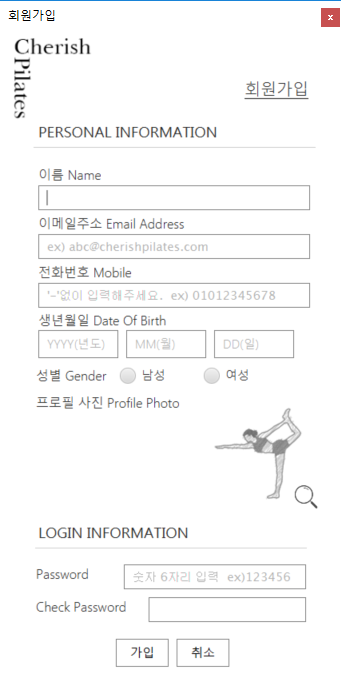 회원가입
x
Cherish
Pilates
회원가입
PERSONAL INFORMATION
이름 Name
이메일주소 Email Address
ex) abc@cherishpilates.com
전화번호 Mobile
'-'없이 입력해주세요. ex) 01012345678
생년월일 Date Of Birth
YYYY(년도) MM(월) DD(일)
성별 Gender 남성 여성
프로필 사진 Profile Photo
LOGIN INFORMATION
Password 숫자 6자리 입력 ex)123456
Check Password
가입 취소